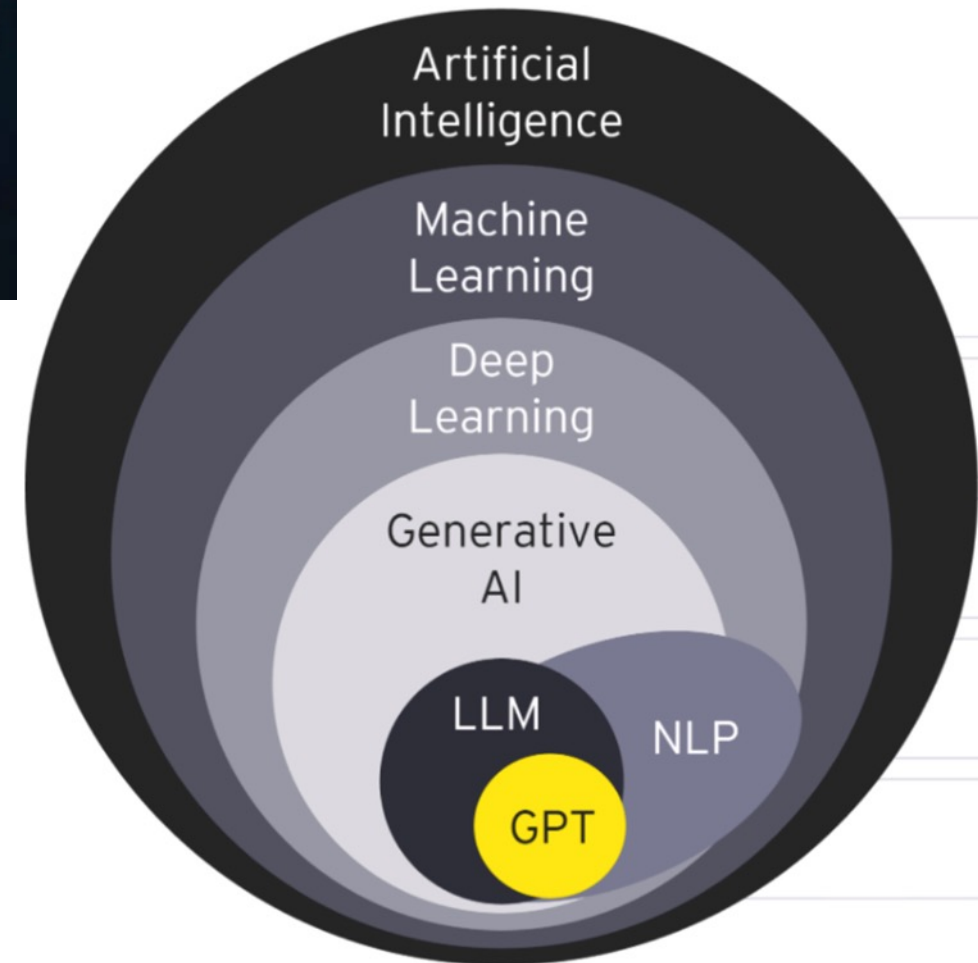 Artificial
Intelligence
Machine
Learning
Deep
Learning
Generative
AI
LLM
NLP
GPT